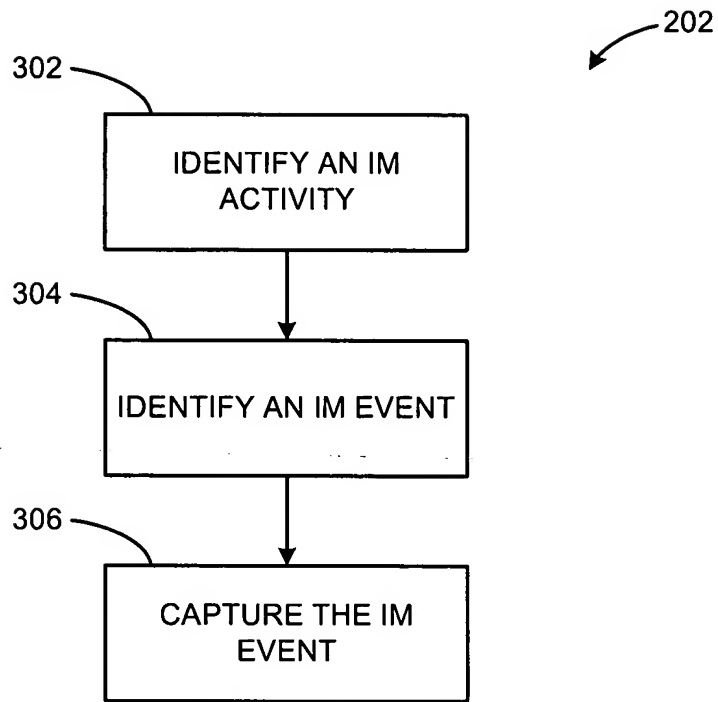 202
302
IDENTIFY AN IM
ACTIVITY
304
IDENTIFY AN IM EVENT
306
CAPTURE THE IM
EVENT